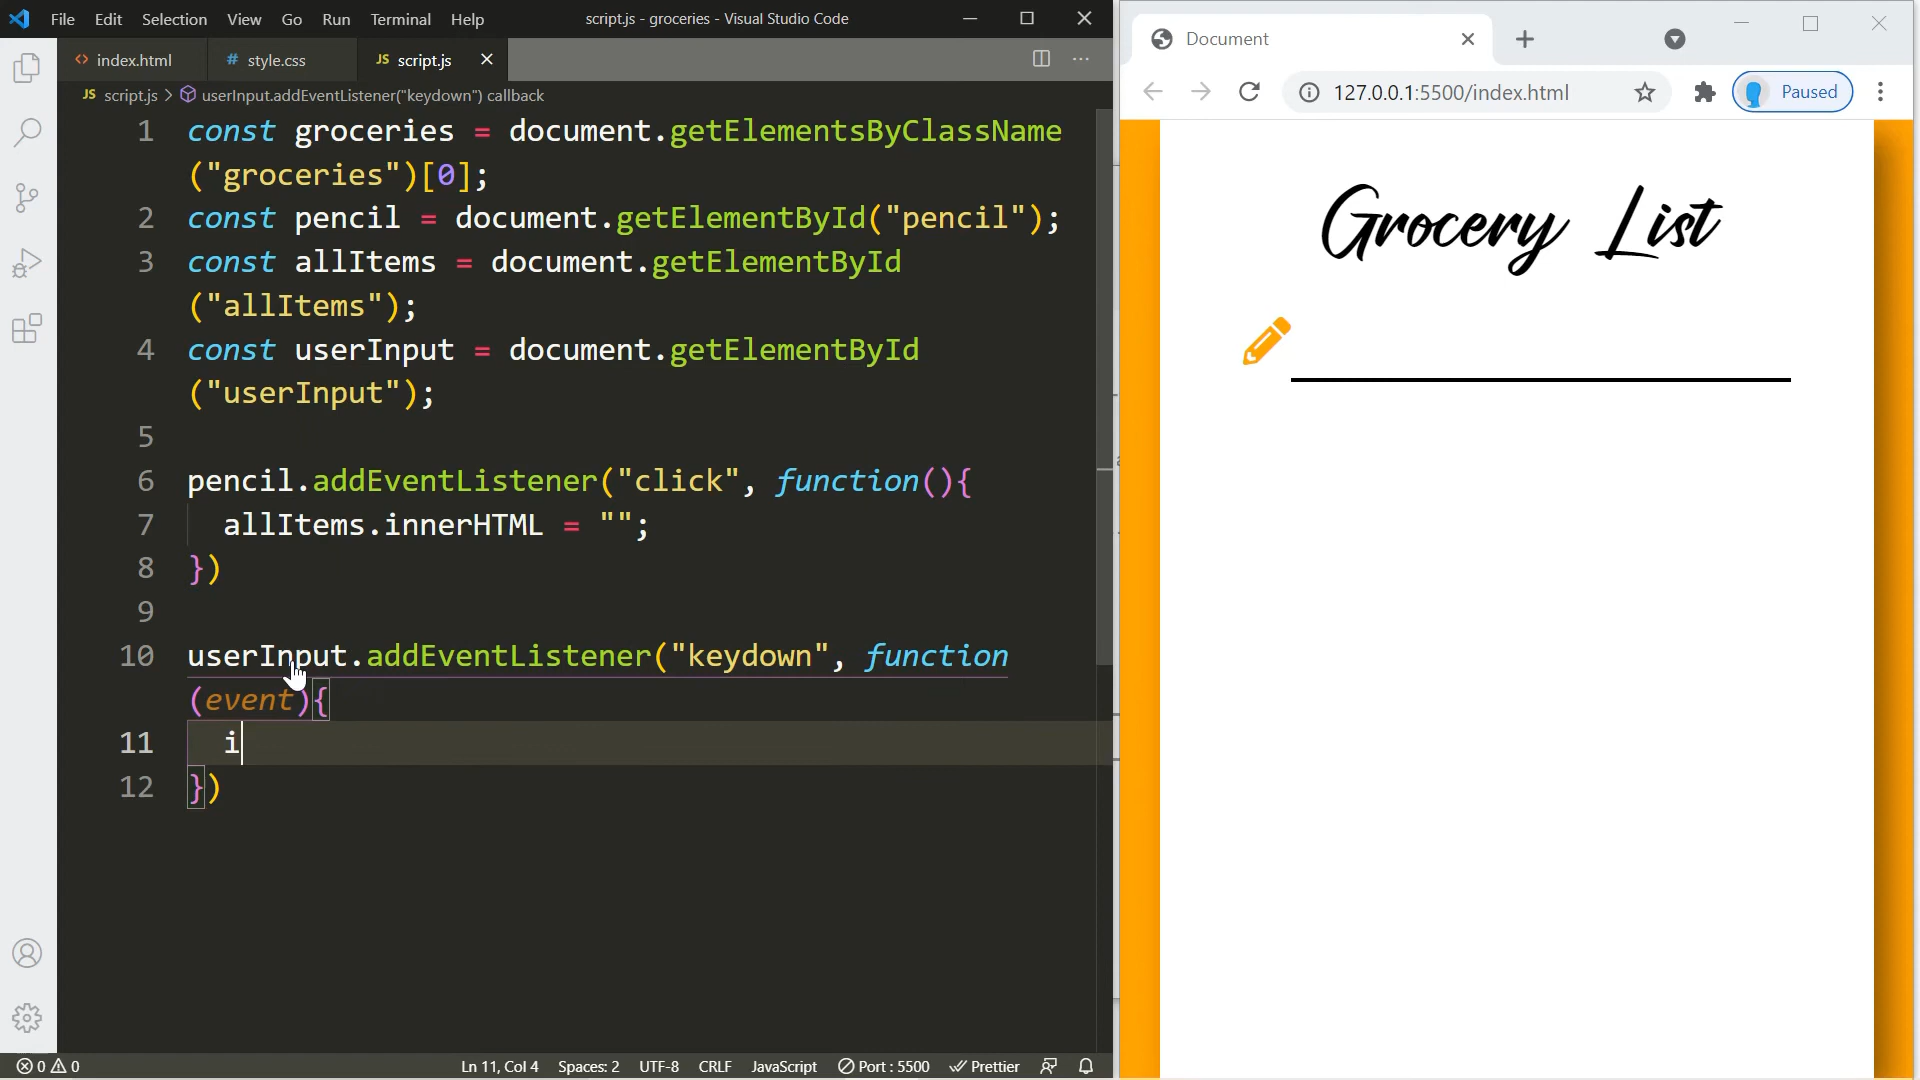 File Edit Selection View Go Run Terminal Help script.js - groceries - Visual Studio Code
index.html style.css JS script.js
JS script.js > userInput.addEventListener("keydown") callback
1 const groceries = document.getElementsByClassName
("groceries")[0];
2 const pencil = document.getElementById("pencil");
3 const allItems = document.getElementById
("allItems");
4 const userInput = document.getElementById
("userInput");
5
6 pencil.addEventListener("click", function(){
7 allItems.innerHTML = "";
8 })
9
10 userInput.addEventListener("keydown", function
(event){
11 i
12 })
0 0 Ln 11, Col 4 Spaces: 2 UTF-8 CRLF JavaScript Port : 5500 Prettier
Document
127.0.0.1:5500/index.html Paused
Grocery List